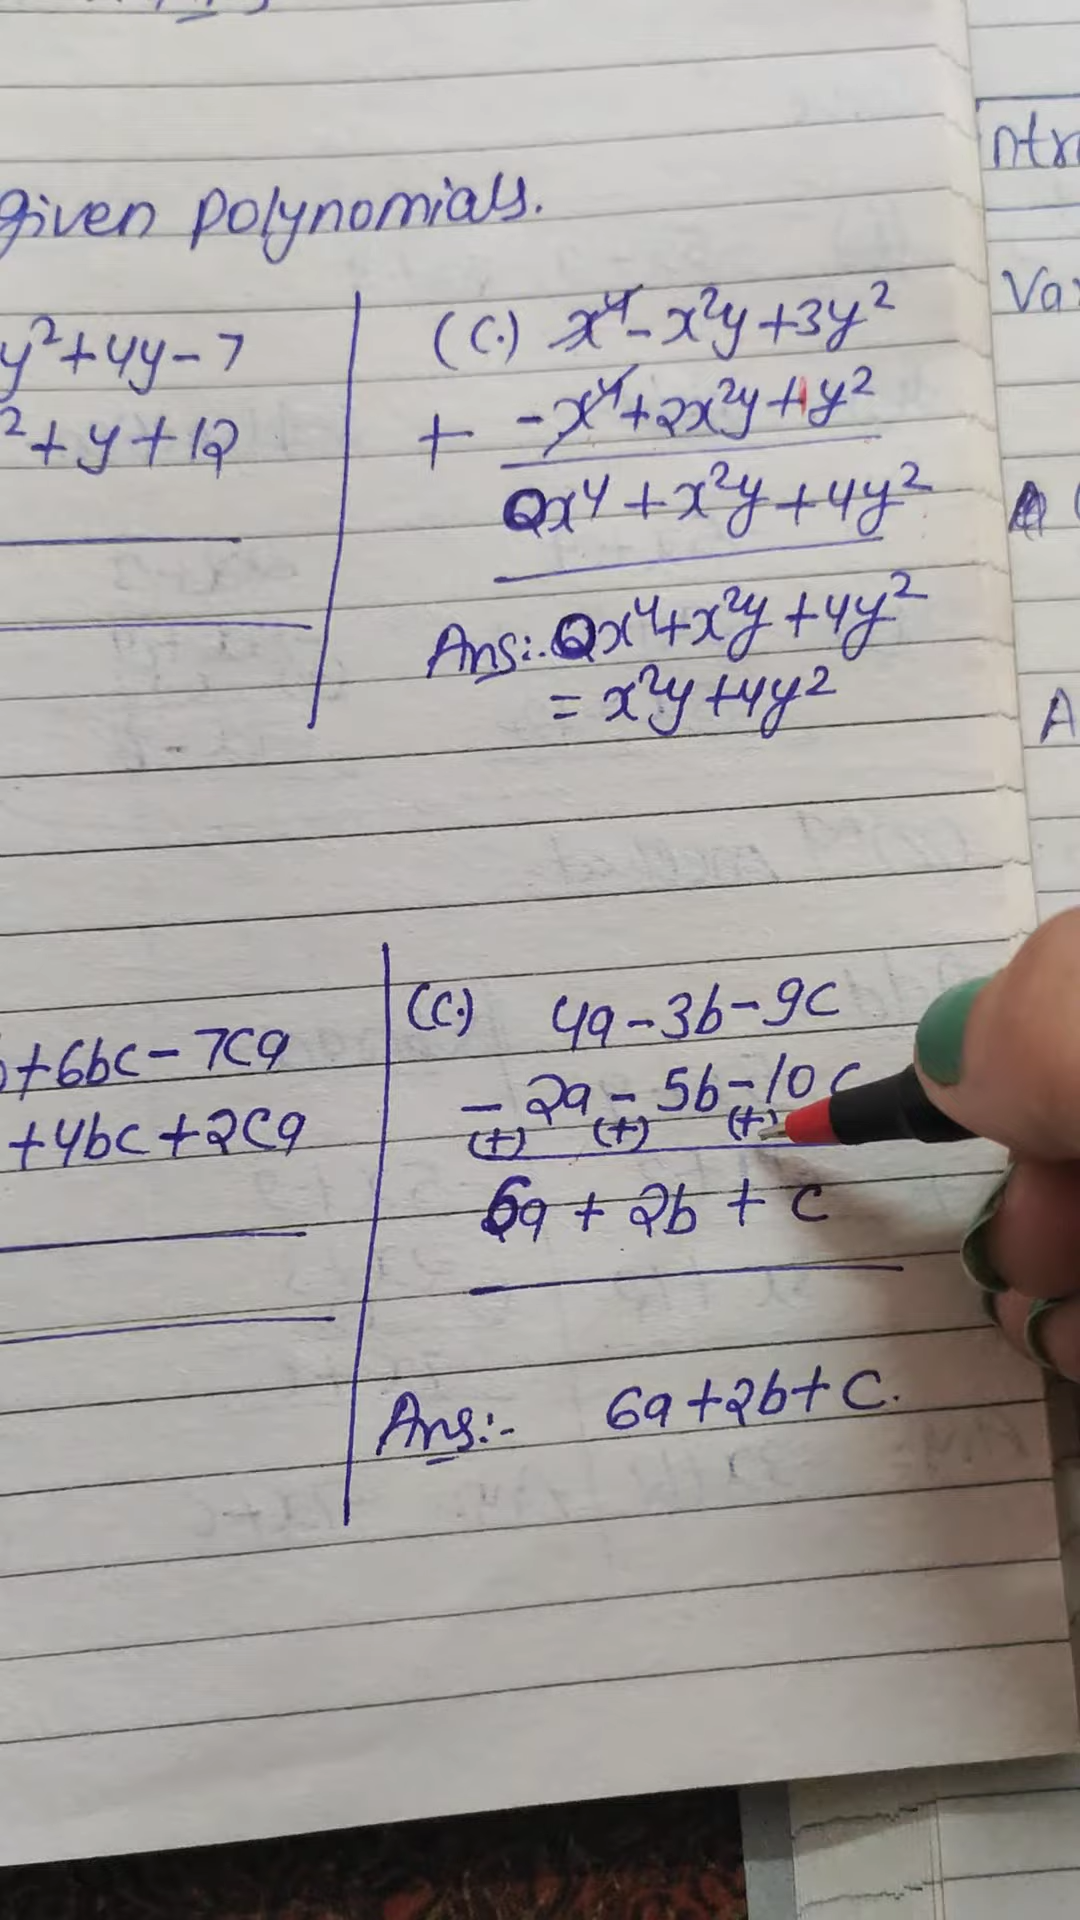 given polynomials.
y²+4y-7
²+y+12
(C.) x⁴-x²y+3y²
+ -x⁴+2x²y+y²
0x⁴+x²y+4y²
Ans:- 0x⁴+x²y+4y²
= x²y+4y²
+6bc-7ca
+4bc+2ca
(C.) 4a-3b-9c
-2a-5b-10c
(+) (+) (+)
6a+2b+c
Ans:- 6a+2b+c.
ntr
Va
A